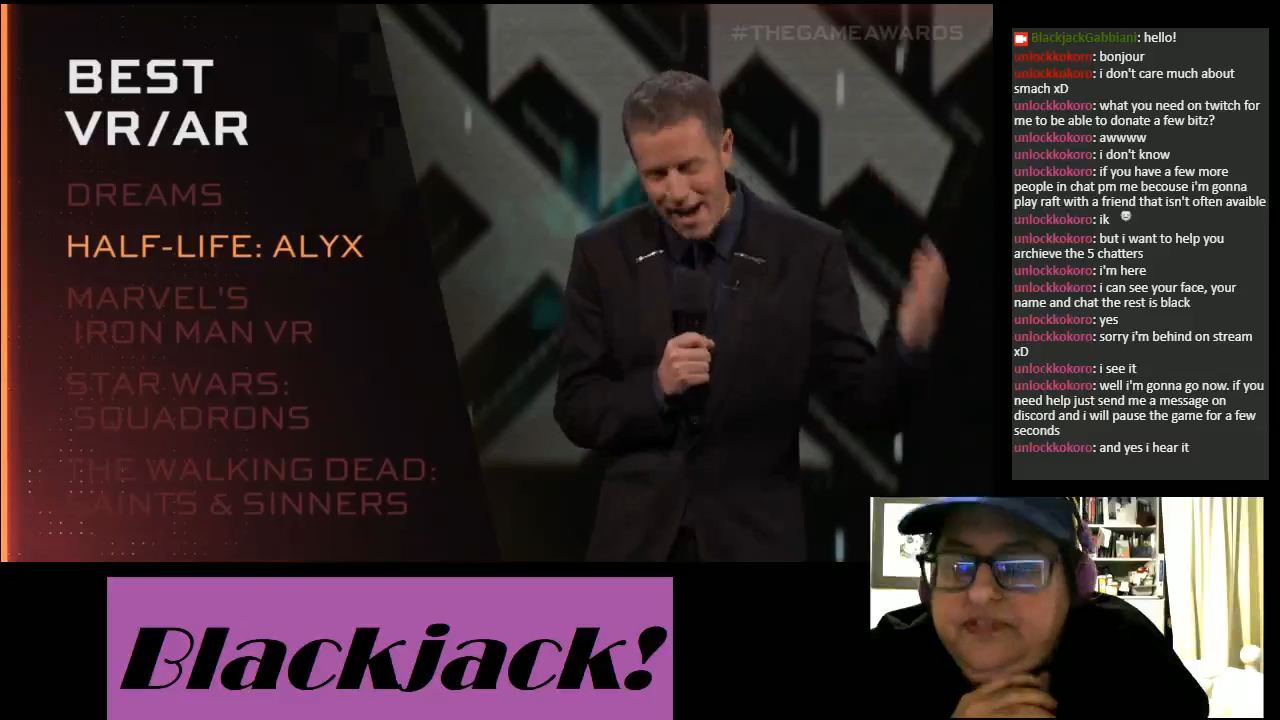 #THEGAMEAWARDS
BEST
VR/AR
DREAMS
HALF-LIFE: ALYX
MARVEL'S
IRON MAN VR
STAR WARS:
SQUADRONS
THE WALKING DEAD:
SAINTS & SINNERS
BlackjackGabbiani: hello!
unlockkokoro: bonjour
unlockkokoro: i don't care much about
smach xD
unlockkokoro: what you need on twitch for
me to be able to donate a few bitz?
unlockkokoro: awwww
unlockkokoro: i don't know
unlockkokoro: if you have a few more
people in chat pm me becouse i'm gonna
play raft with a friend that isn't often avaible
unlockkokoro: ik
unlockkokoro: but i want to help you
archieve the 5 chatters
unlockkokoro: i'm here
unlockkokoro: i can see your face, your
name and chat the rest is black
unlockkokoro: yes
unlockkokoro: sorry i'm behind on stream
xD
unlockkokoro: i see it
unlockkokoro: well i'm gonna go now. if you
need help just send me a message on
discord and i will pause the game for a few
seconds
unlockkokoro: and yes i hear it
Blackjack!